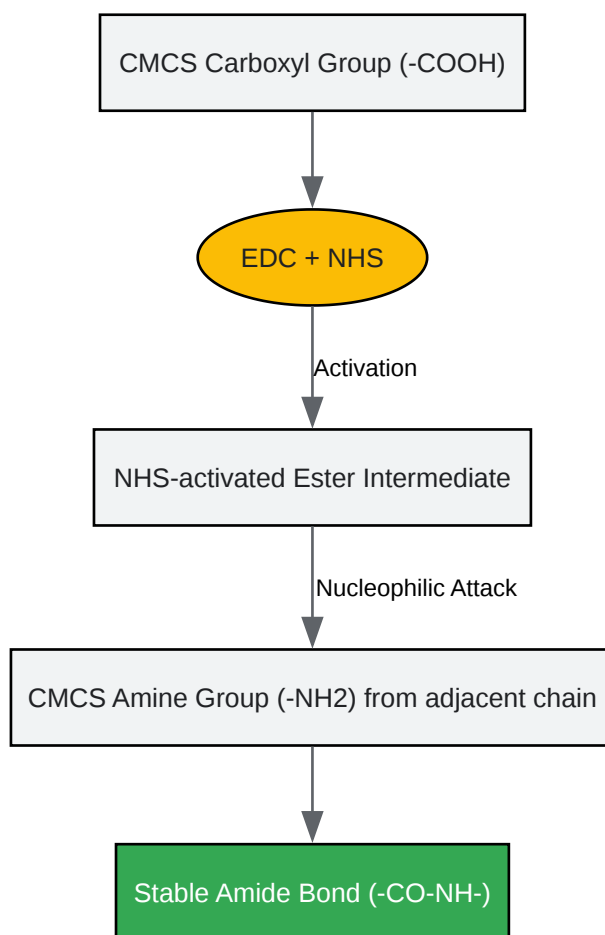 CMCS Carboxyl Group (-COOH)
EDC + NHS
Activation
NHS-activated Ester Intermediate
Nucleophilic Attack
CMCS Amine Group (-NH2) from adjacent chain
Stable Amide Bond (-CO-NH-)